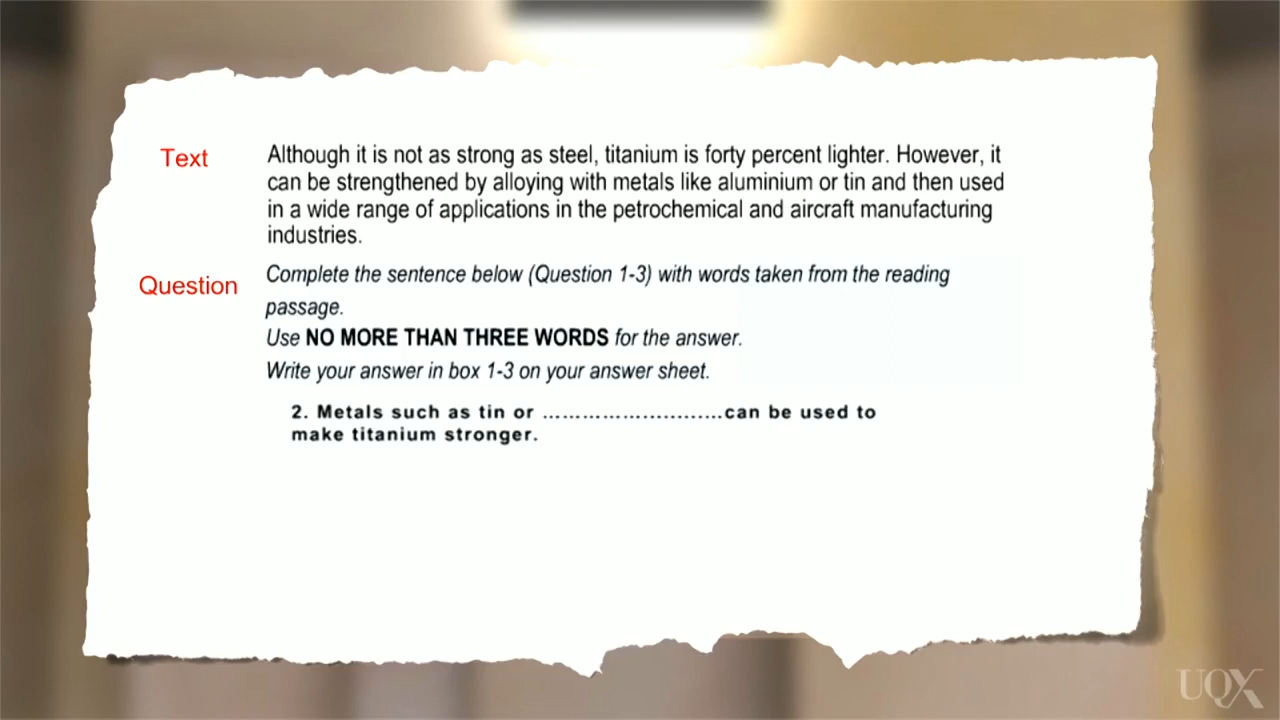 Text
Although it is not as strong as steel, titanium is forty percent lighter. However, it
can be strengthened by alloying with metals like aluminium or tin and then used
in a wide range of applications in the petrochemical and aircraft manufacturing
industries.
Question
Complete the sentence below (Question 1-3) with words taken from the reading
passage.
Use NO MORE THAN THREE WORDS for the answer.
Write your answer in box 1-3 on your answer sheet.
2. Metals such as tin or ………………………can be used to
make titanium stronger.
UQX